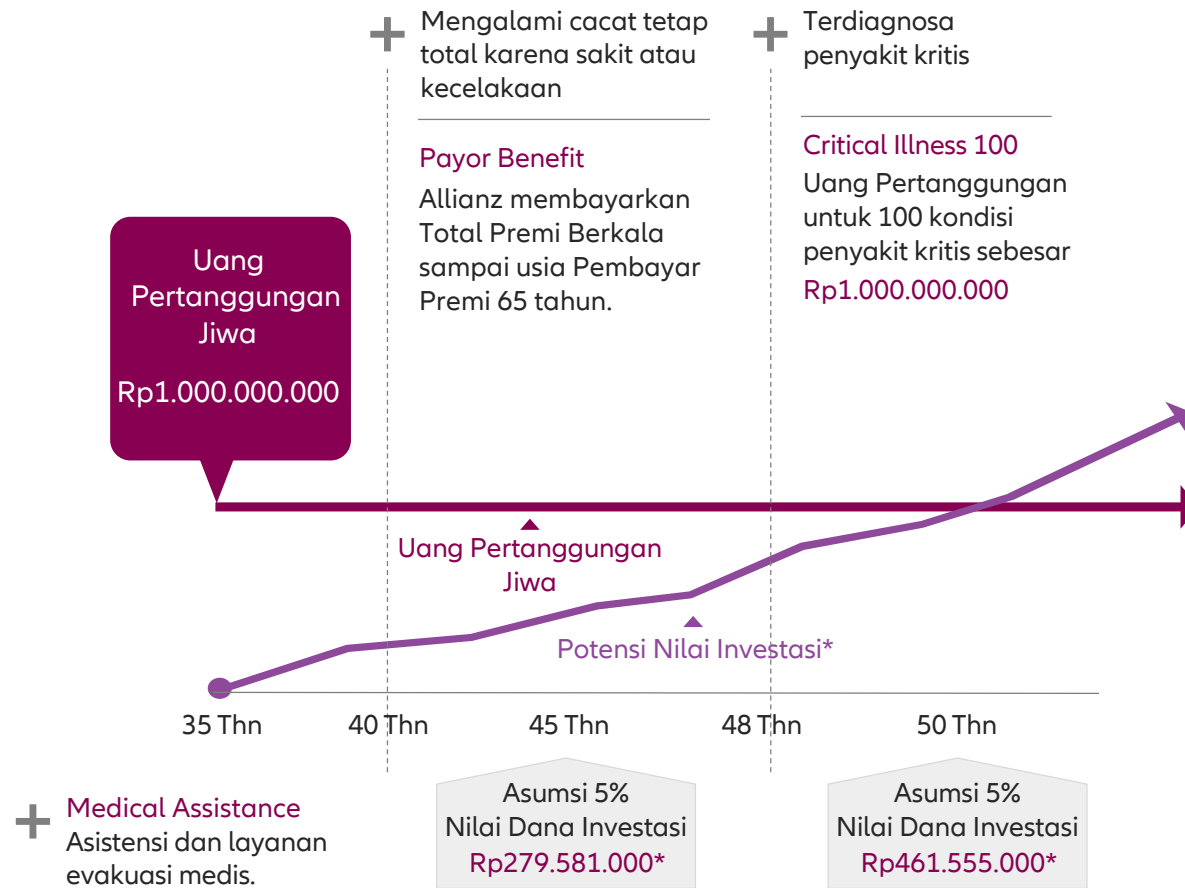 Mengalami cacat tetap
total karena sakit atau
kecelakaan
Payor Benefit
Allianz membayarkan
Total Premi Berkala
sampai usia Pembayar
Premi 65 tahun.
Terdiagnosa
penyakit kritis
Critical Illness 100
Uang Pertanggungan
untuk 100 kondisi
penyakit kritis sebesar
Rp1.000.000.000
Uang
Pertanggungan
Jiwa
Rp1.000.000.000
Uang Pertanggungan
Jiwa
Potensi Nilai Investasi*
35 Thn
40 Thn
45 Thn
48 Thn
50 Thn
Medical Assistance
Asistensi dan layanan
evakuasi medis.
Asumsi 5%
Nilai Dana Investasi
Rp279.581.000*
Asumsi 5%
Nilai Dana Investasi
Rp461.555.000*